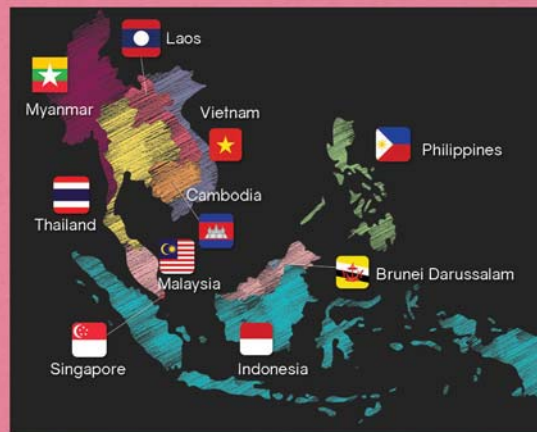 Laos
Myanmar
Vietnam
Philippines
Cambodia
Thailand
Malaysia
Brunei Darussalam
Singapore
Indonesia